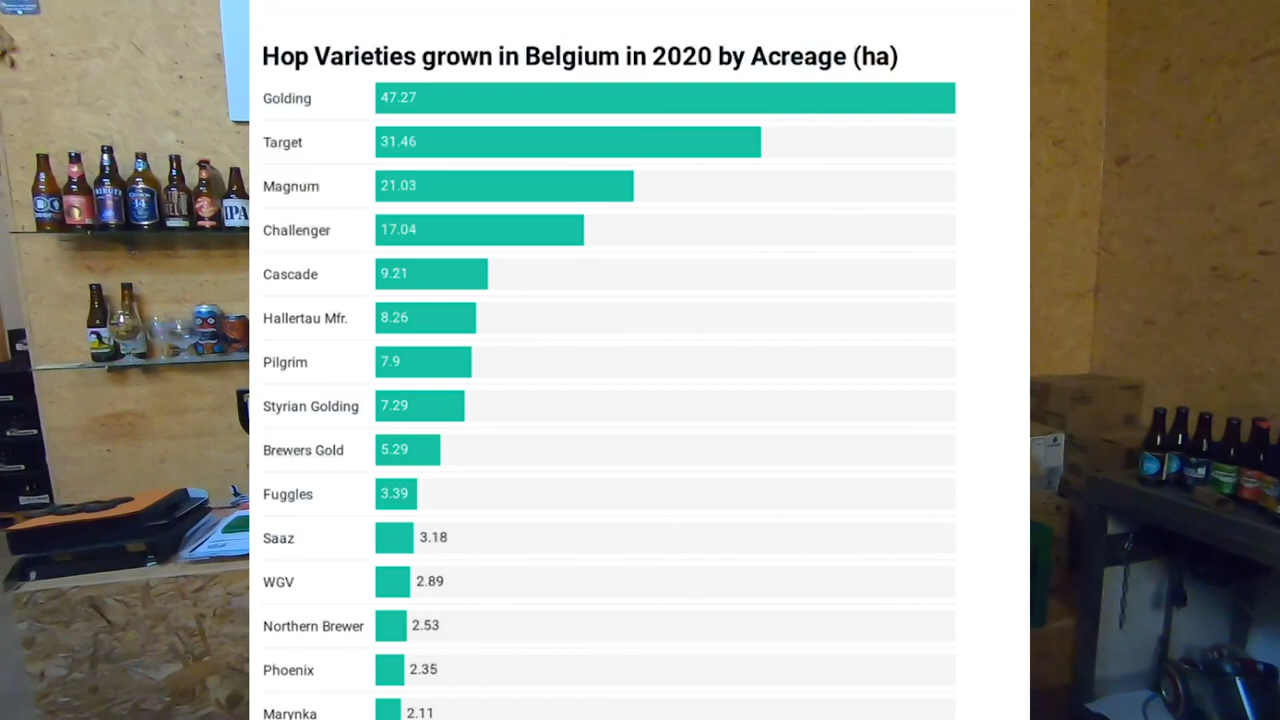 Hop Varieties grown in Belgium in 2020 by Acreage (ha)
Golding 47.27
Target 31.46
Magnum 21.03
Challenger 17.04
Cascade 9.21
Hallertau Mfr. 8.26
Pilgrim 7.9
Styrian Golding 7.29
Brewers Gold 5.29
Fuggles 3.39
Saaz 3.18
WGV 2.89
Northern Brewer 2.53
Phoenix 2.35
Marynka 2.11
TRIBUTE
14
IPA